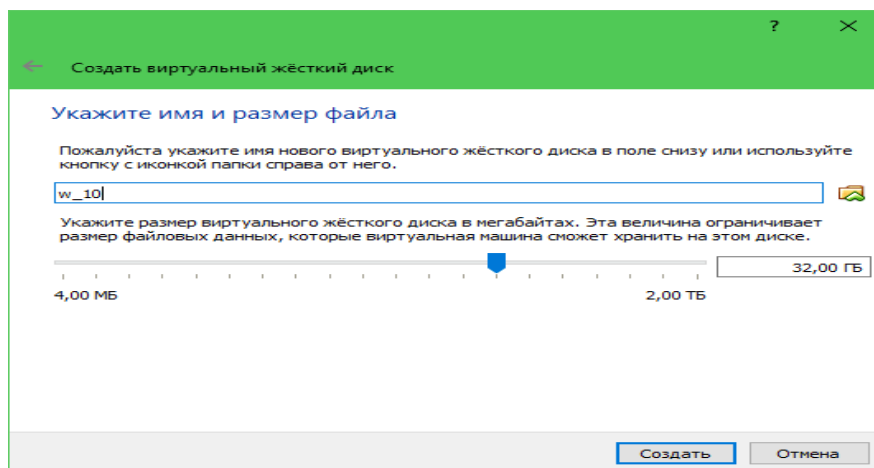 ?
Создать виртуальный жёсткий диск
Укажите имя и размер файла
Пожалуйста укажите имя нового виртуального жёсткого диска в поле снизу или используйте
кнопку с иконкой папки справа от него.
w_10
Укажите размер виртуального жёсткого диска в мегабайтах. Эта величина ограничивает
размер файловых данных, которые виртуальная машина сможет хранить на этом диске.
32,00 ГБ
4,00 МБ 2,00 ТБ
Создать Отмена